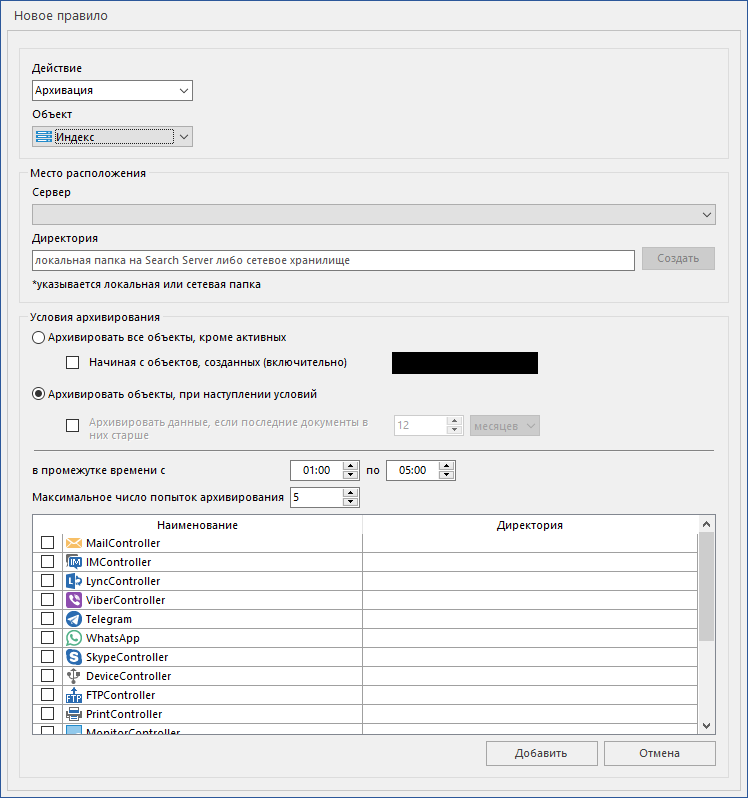 Новое правило
Действие
Архивация
Объект
Индекс
Место расположения
Сервер
Директория
локальная папка на Search Server либо сетевое хранилище
Создать
*указывается локальная или сетевая папка
Условия архивирования
Архивировать все объекты, кроме активных
Начиная с объектов, созданных (включительно)
Архивировать объекты, при наступлении условий
Архивировать данные, если последние документы в
них старше
12
месяцев
в промежутке времени с
01:00
по
05:00
Максимальное число попыток архивирования
5
Наименование
Директория
MailController
IMController
LyncController
ViberController
Telegram
WhatsApp
SkypeController
DeviceController
FTPController
PrintController
MonitorController
Добавить
Отмена